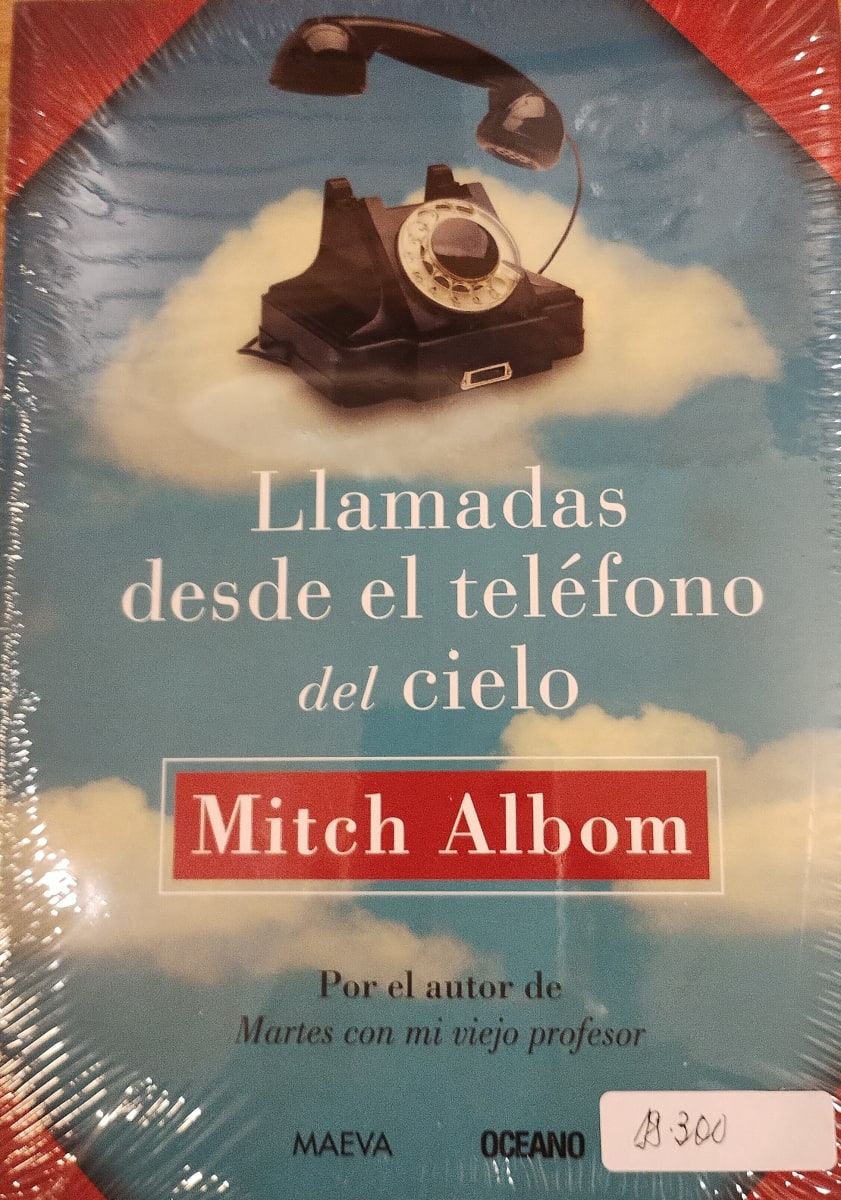 Llamadas
desde el teléfono
del cielo
Mitch Albom
Por el autor de
Martes con mi viejo profesor
MAEVA OCEANO